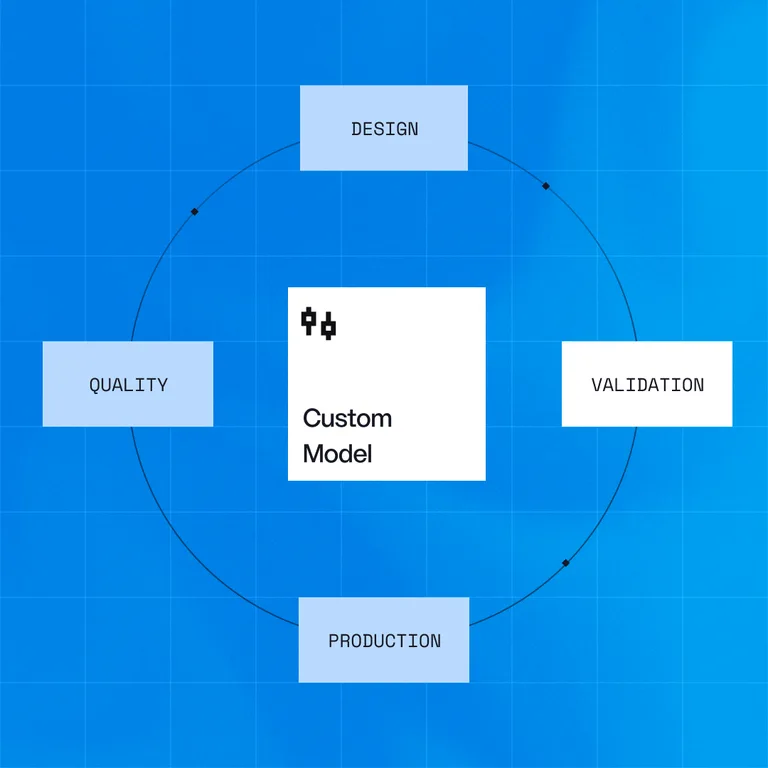 DESIGN
QUALITY
Custom
Model
VALIDATION
PRODUCTION